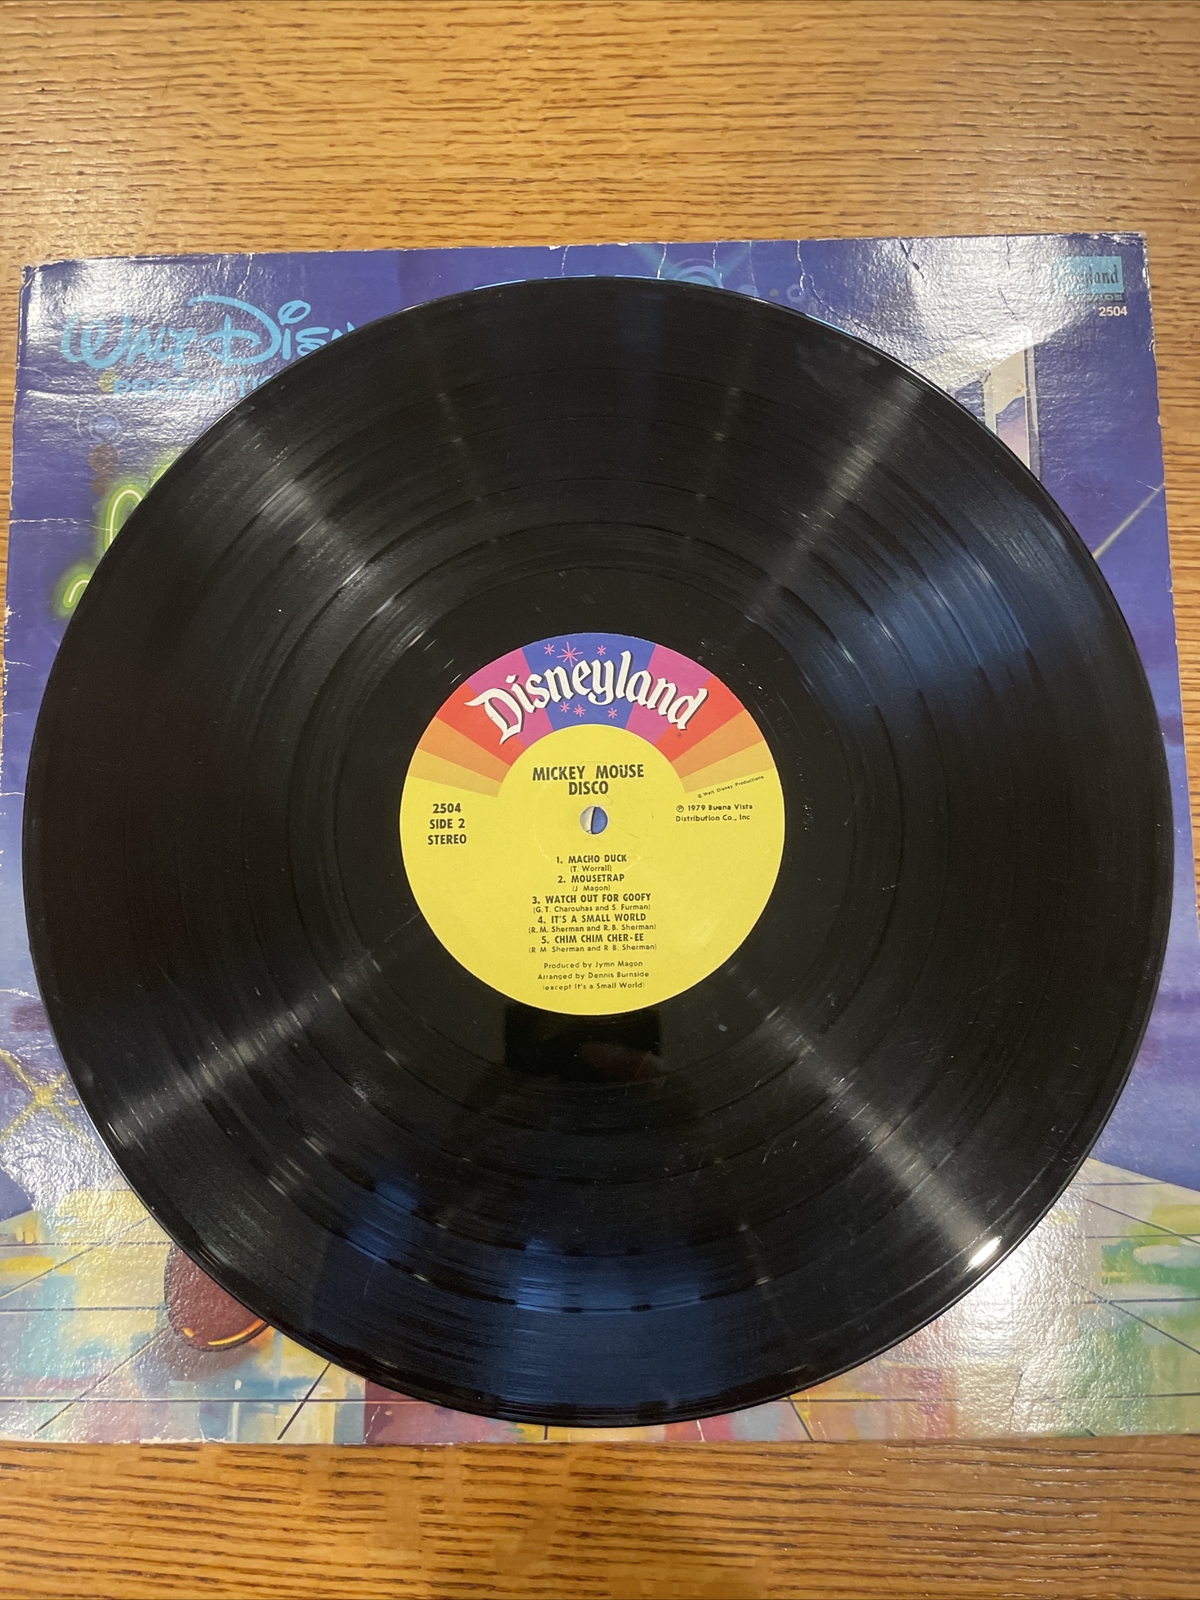 WALT DISN
2504
Disneyland
MICKEY MOUSE
DISCO
© Walt Disney Productions
2504
SIDE 2
STEREO
℗ 1979 Buena Vista
Distribution Co., Inc
1. MACHO DUCK
(T. Worrall)
2. MOUSETRAP
(J. Magon)
3. WATCH OUT FOR GOOFY
(G. T. Charouhas and S. Furman)
4. IT'S A SMALL WORLD
(R. M. Sherman and R. B. Sherman)
5. CHIM CHIM CHER-EE
(R. M. Sherman and R. B. Sherman)
Produced by Jymn Magon
Arranged by Dennis Burnside
(except It's a Small World)